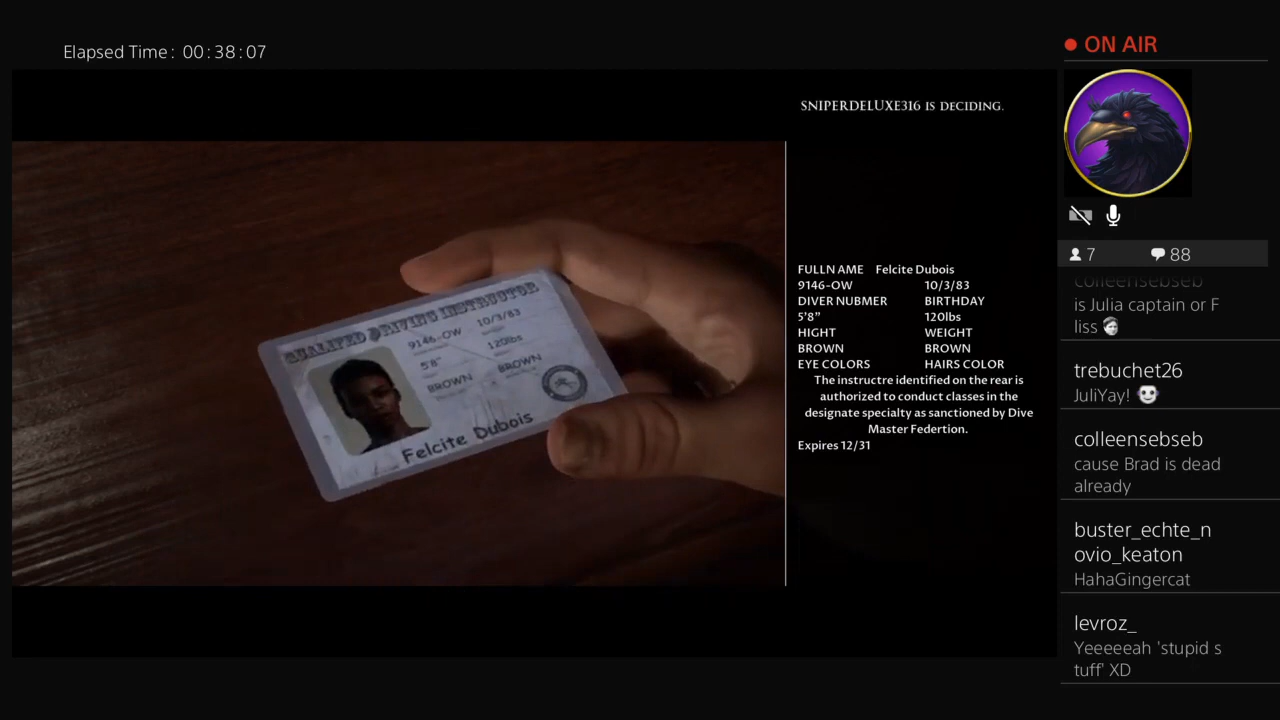 Elapsed Time: 00:38:07
ON AIR
SNIPERDELUXE316 IS DECIDING.
7 88
QUALIFED DRIVING INSTRUCTOR
9146-OW 10/3/83
5'8" 120lbs
BROWN BROWN
Felcite Dubois
FULLN AME Felcite Dubois
9146-OW 10/3/83
DIVER NUBMER BIRTHDAY
5'8" 120lbs
HIGHT WEIGHT
BROWN BROWN
EYE COLORS HAIRS COLOR
The instructre identified on the rear is
authorized to conduct classes in the
designate specialty as sanctioned by Dive
Master Federtion.
Expires 12/31
colleensebseb
is Julia captain or F
liss
trebuchet26
JuliYay!
colleensebseb
cause Brad is dead
already
buster_echte_n
ovio_keaton
HahaGingercat
levroz_
Yeeeeeah 'stupid s
tuff' XD